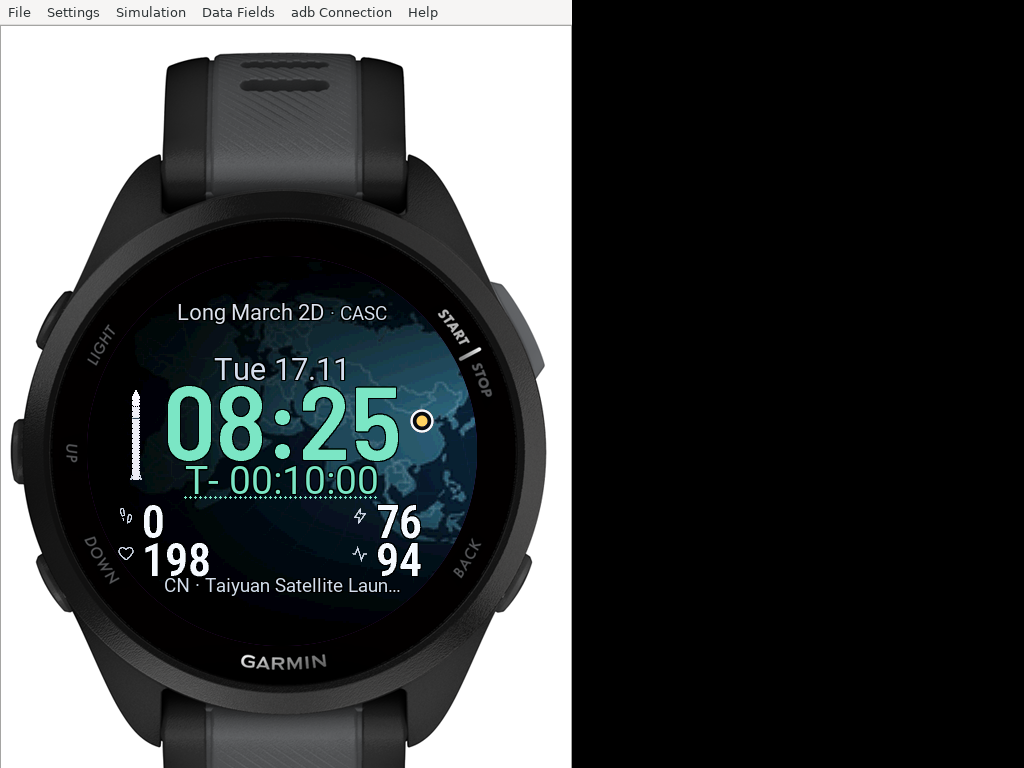 File Settings Simulation Data Fields adb Connection Help
Long March 2D · CASC
START
STOP
LIGHT
Tue 17.11
08:25
UP
T- 00:10:00
0 76
198 94
DOWN
BACK
CN · Taiyuan Satellite Laun…
GARMIN